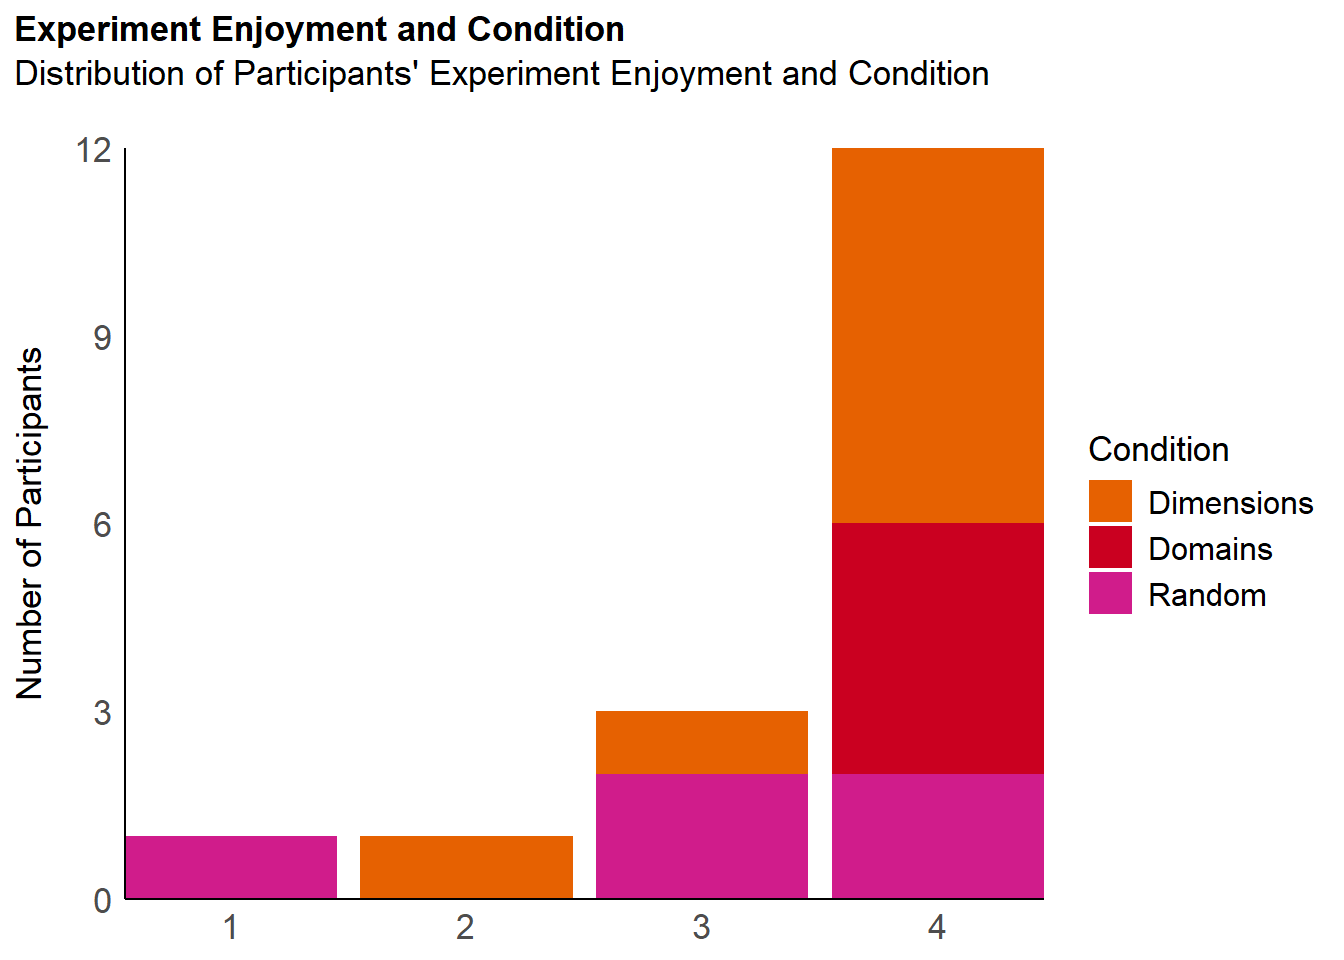 Experiment Enjoyment and Condition
Distribution of Participants' Experiment Enjoyment and Condition
12
9
6
3
0
Number of Participants
1 2 3 4
Condition
Dimensions
Domains
Random